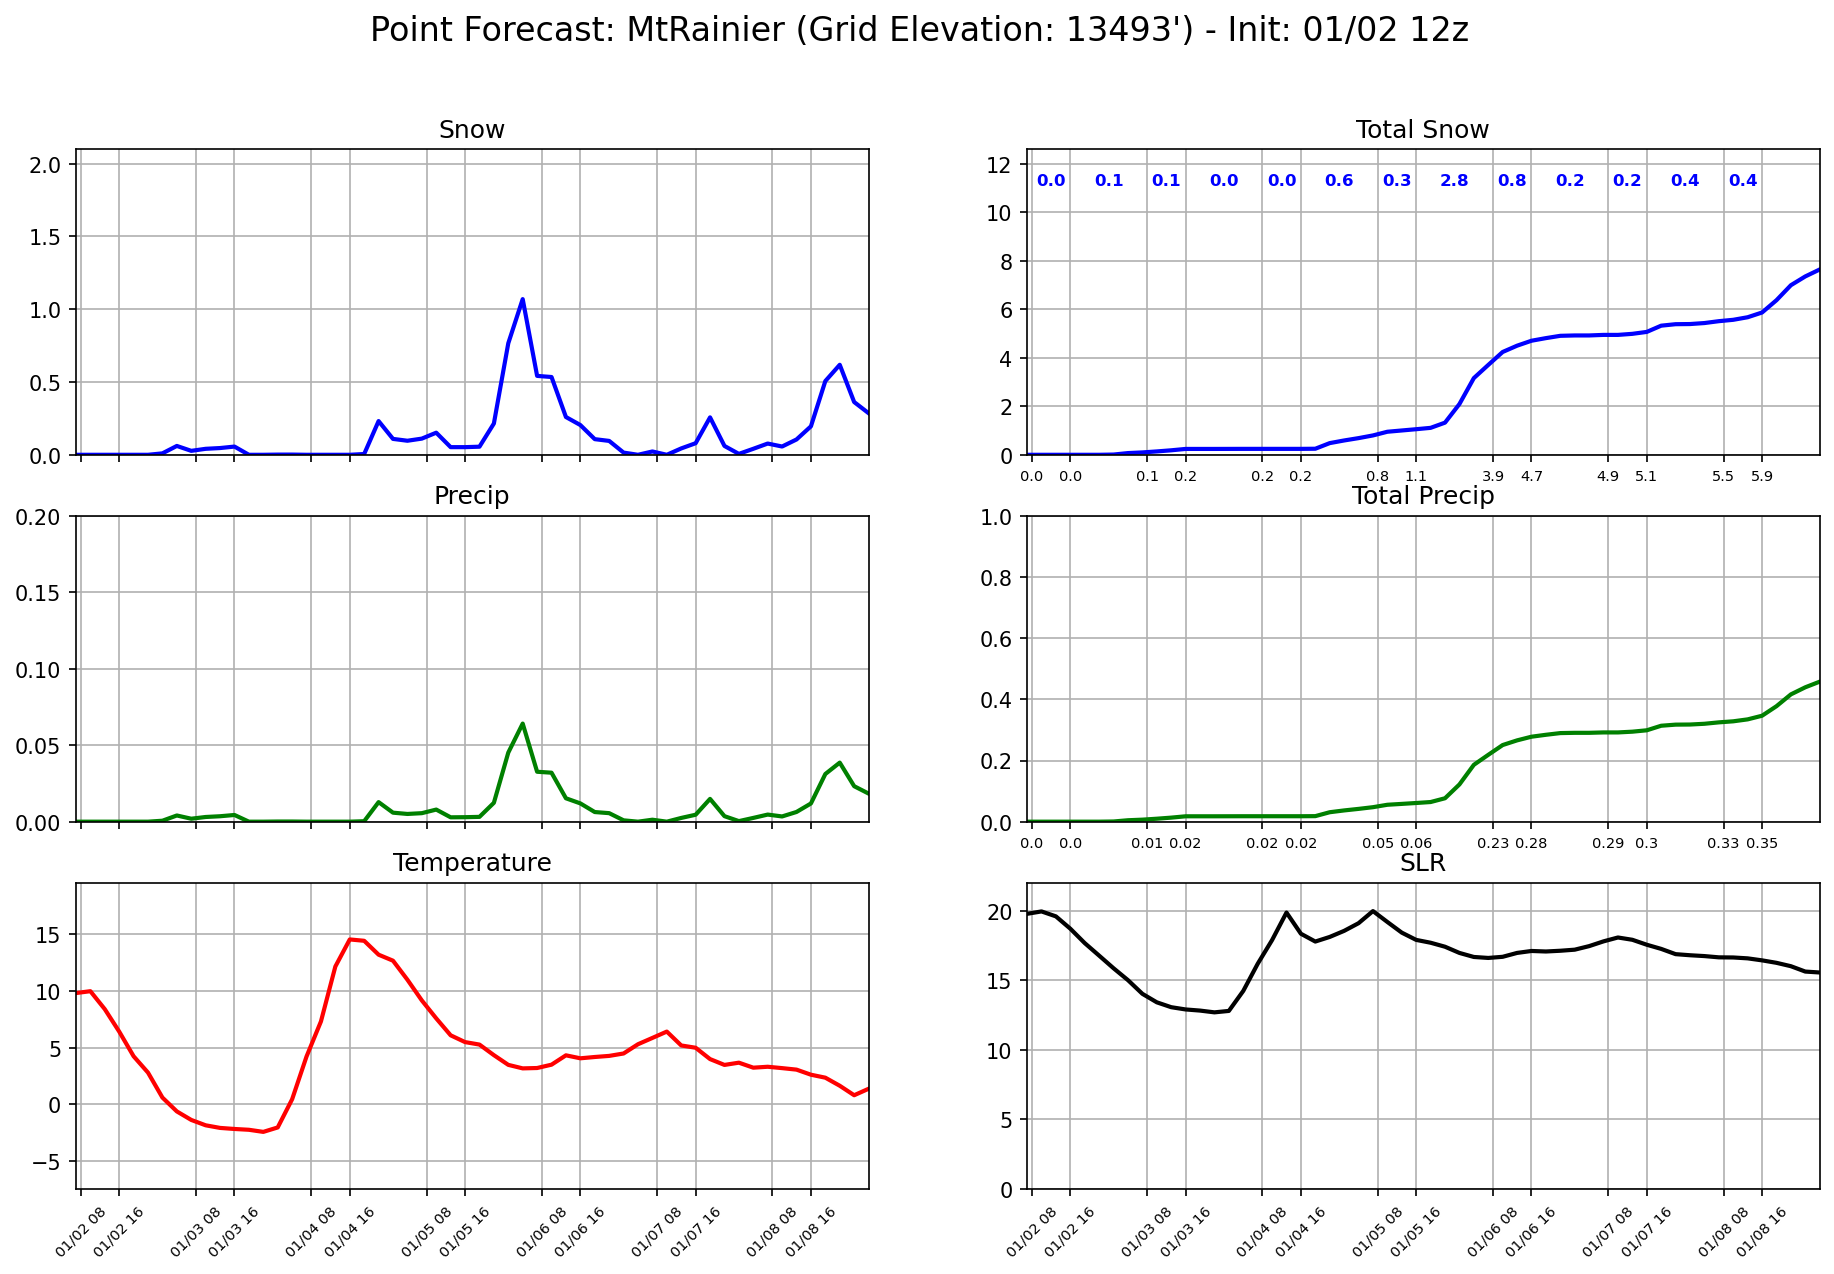 Point Forecast: MtRainier (Grid Elevation: 13493') - Init: 01/02 12z
Snow
2.0
1.5
1.0
0.5
0.0
Total Snow
12
10
8
6
4
2
0
0.0 0.1 0.1 0.0 0.0 0.6 0.3 2.8 0.8 0.2 0.2 0.4 0.4
0.0 0.0 0.1 0.2 0.2 0.2 0.8 1.1 3.9 4.7 4.9 5.1 5.5 5.9
Precip
0.20
0.15
0.10
0.05
0.00
Total Precip
1.0
0.8
0.6
0.4
0.2
0.0
0.0 0.0 0.01 0.02 0.02 0.02 0.05 0.06 0.23 0.28 0.29 0.3 0.33 0.35
Temperature
15
10
5
0
−5
01/02 08 01/02 16 01/03 08 01/03 16 01/04 08 01/04 16 01/05 08 01/05 16 01/06 08 01/06 16 01/07 08 01/07 16 01/08 08 01/08 16
SLR
20
15
10
5
0
01/02 08 01/02 16 01/03 08 01/03 16 01/04 08 01/04 16 01/05 08 01/05 16 01/06 08 01/06 16 01/07 08 01/07 16 01/08 08 01/08 16